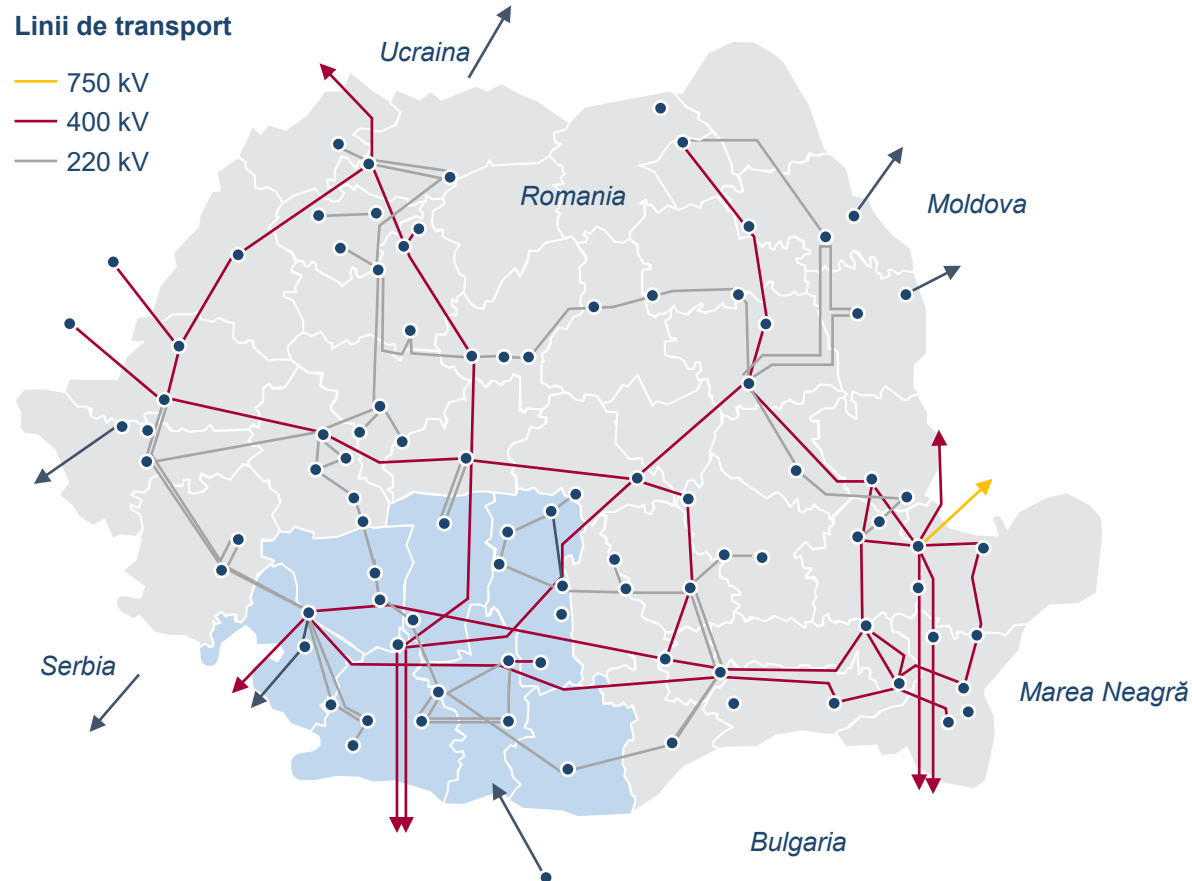 Linii de transport
750 kV
400 kV
220 kV
Ucraina
Romania
Moldova
Serbia
Marea Neagră
Bulgaria